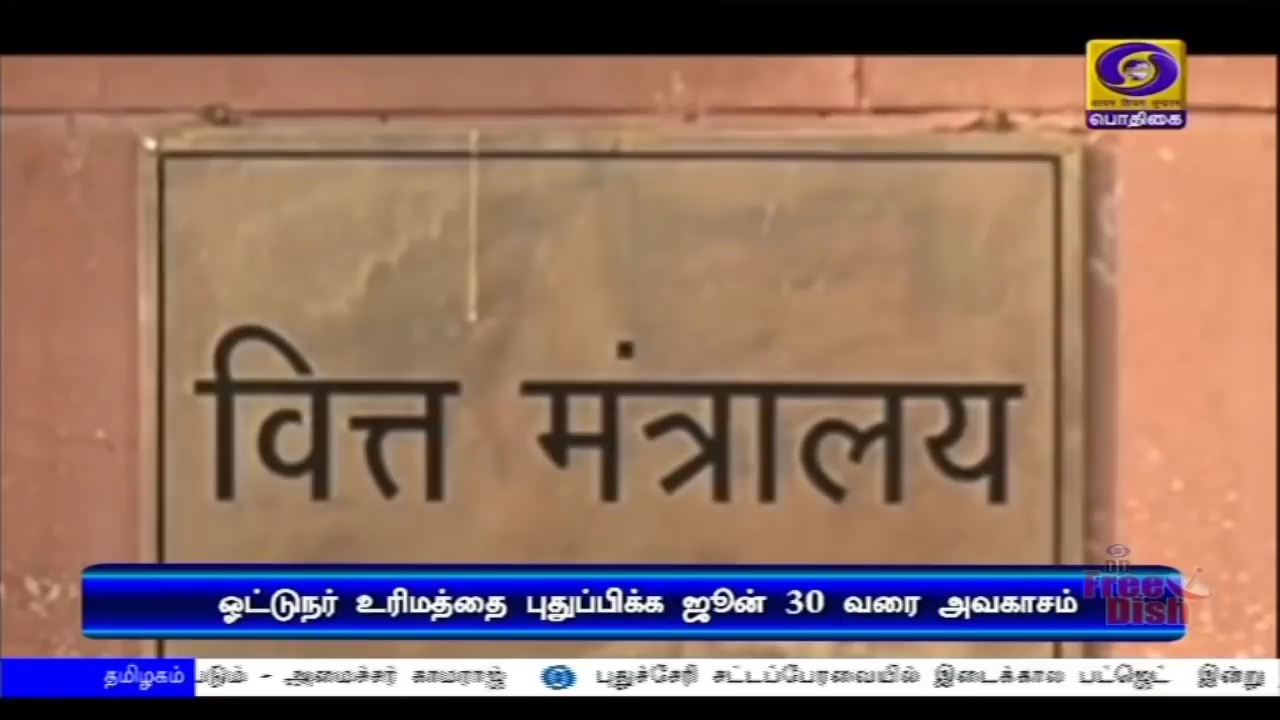 பொதிகை
वित्त मंत्रालय
ஓட்டுநர் உரிமத்தை புதுப்பிக்க ஜூன் 30 வரை அவகாசம்
DD Free Dish
தமிழகம் படும் - அமைச்சர் காமராஜ் புதுச்சேரி சட்டப்பேரவையில் இடைக்கால பட்ஜெட் இன்று